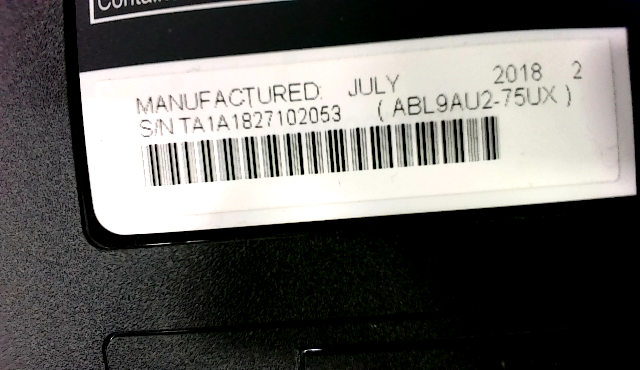 MANUFACTURED: JULY 2018 2
S/N TA1A1827102053 ( ABL9AU2-75UX )